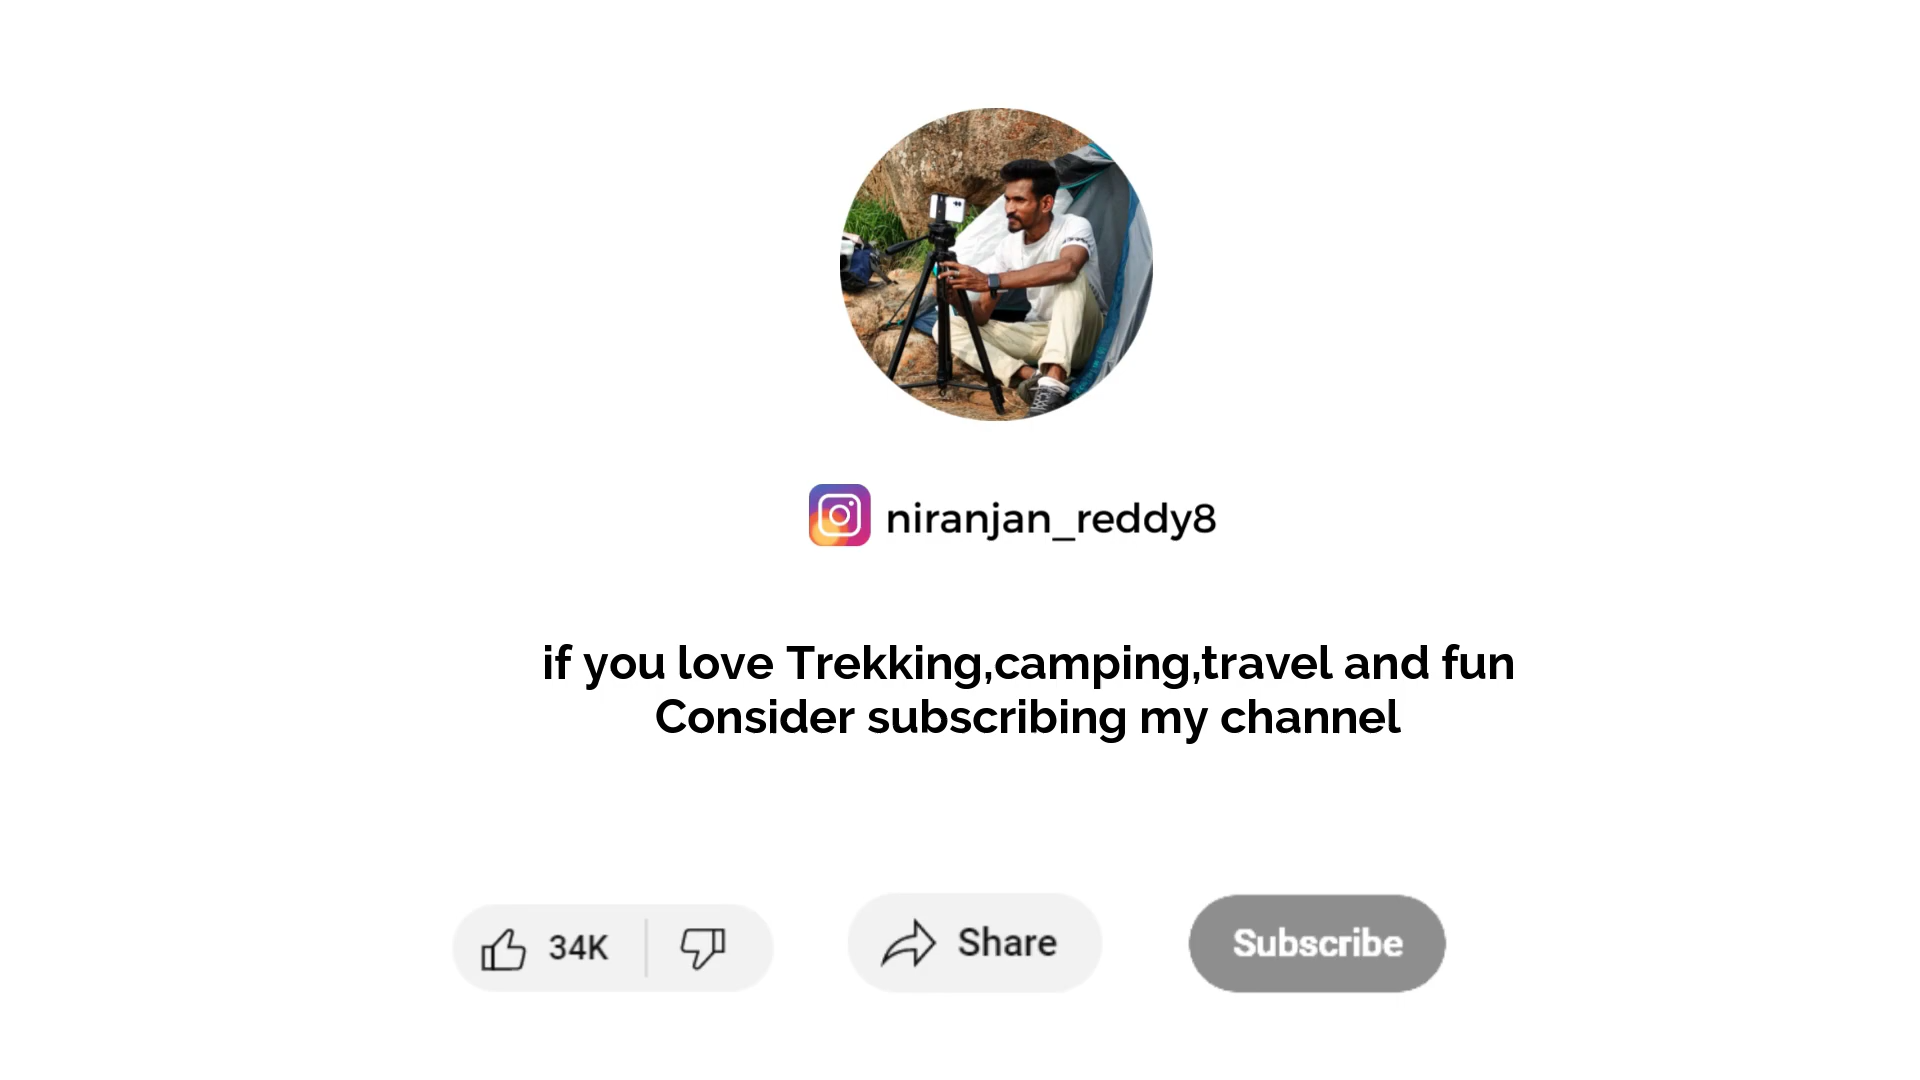 niranjan_reddy8
if you love Trekking,camping,travel and fun
Consider subscribing my channel
34K
Share
Subscribe